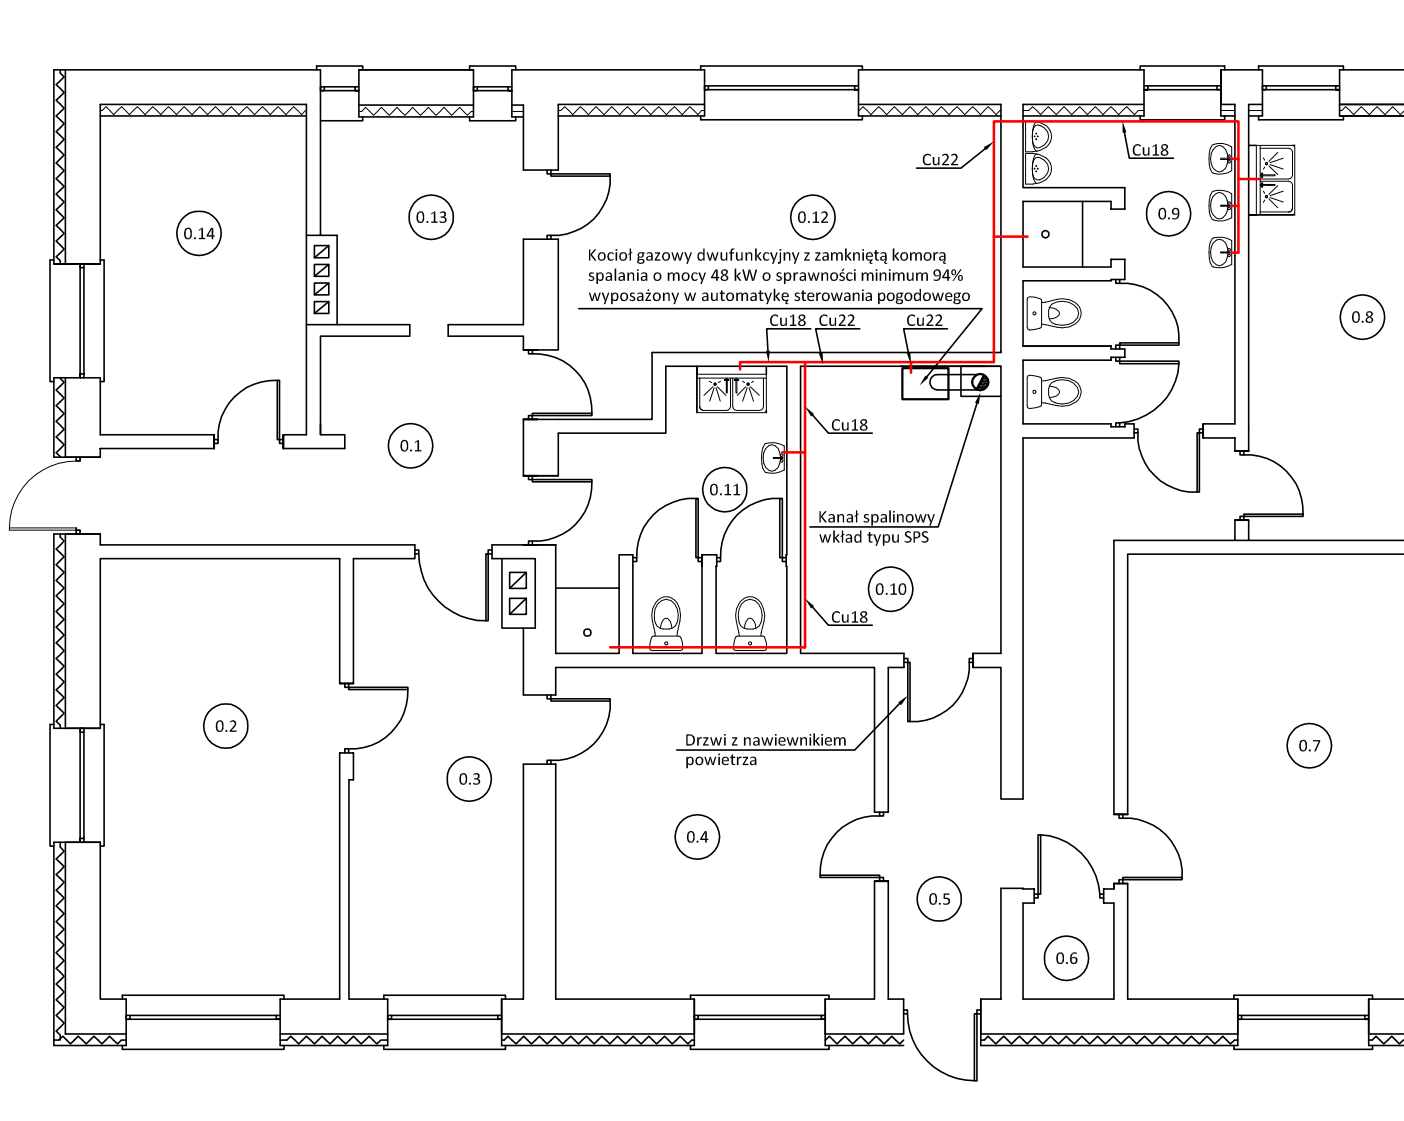 Cu18
Cu22
0.14
0.13
0.12
0.9
Kocioł gazowy dwufunkcyjny z zamkniętą komorą
spalania o mocy 48 kW o sprawności minimum 94%
wyposażony w automatykę sterowania pogodowego
0.8
Cu18
Cu22
Cu22
Cu18
0.1
0.11
Kanał spalinowy
wkład typu SPS
0.10
Cu18
0.2
Drzwi z nawiewnikiem
powietrza
0.7
0.3
0.4
0.5
0.6